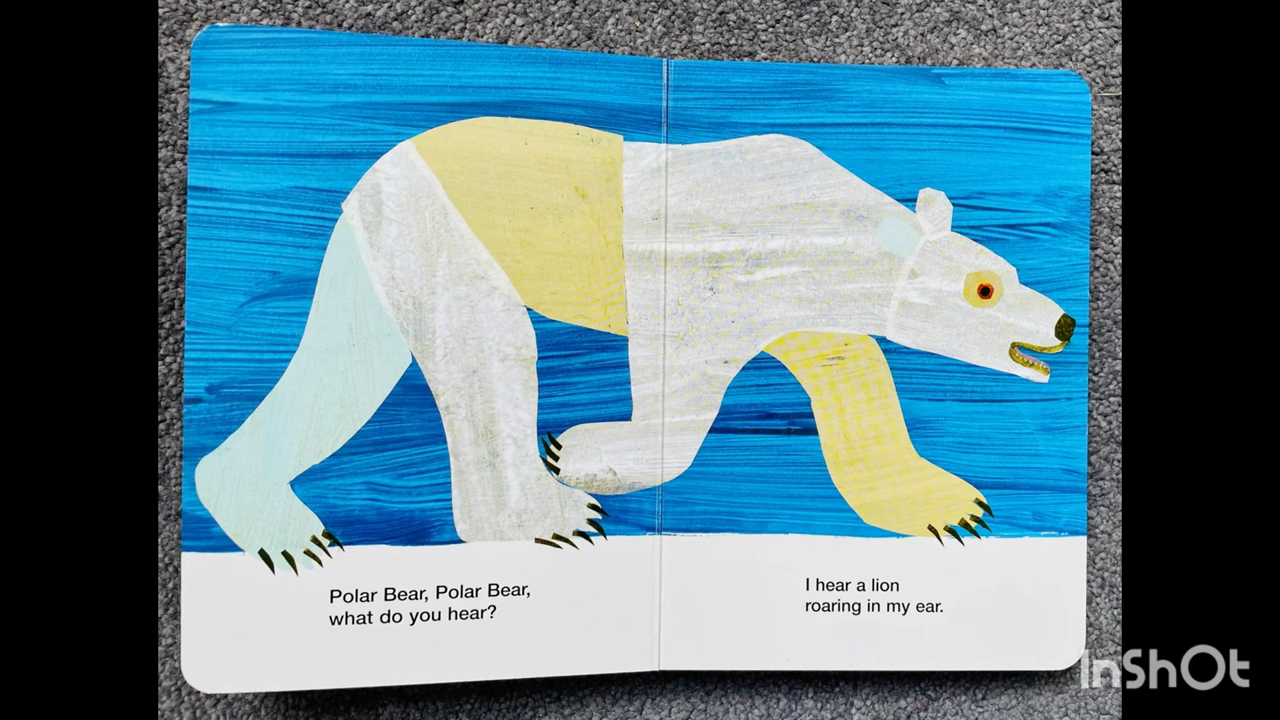 Polar Bear, Polar Bear,
what do you hear?
I hear a lion
roaring in my ear.
InShOt